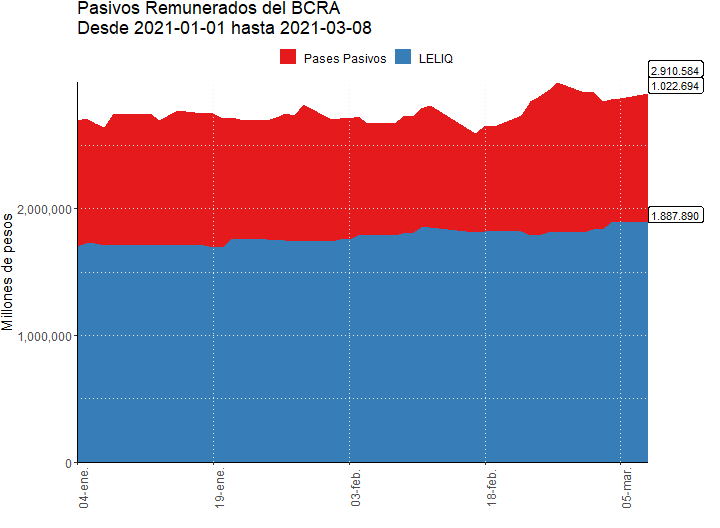 Pasivos Remunerados del BCRA
Desde 2021-01-01 hasta 2021-03-08
Pases Pasivos LELIQ
2.910.584
1.022.694
1.887.890
Millones de pesos
2,000,000
1,000,000
0
04-ene.
19-ene.
03-feb.
18-feb.
05-mar.